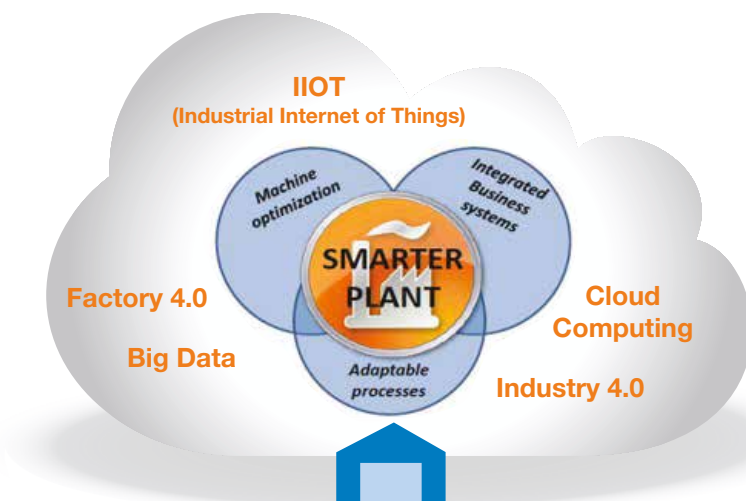 IIOT
(Industrial Internet of Things)
Machine
optimization
Integrated
Business
systems
SMARTER
PLANT
Factory 4.0
Cloud
Computing
Big Data
Adaptable
processes
Industry 4.0